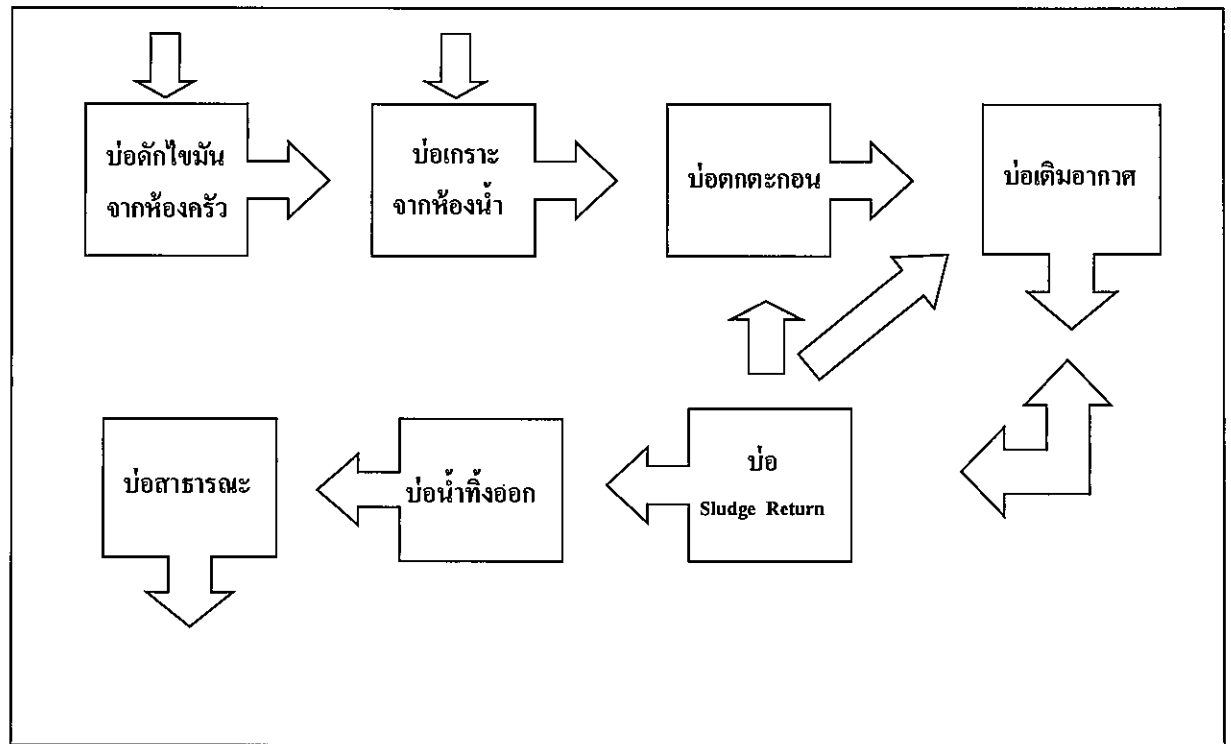 บ่อดักไขมัน
จากห้องครัว
บ่อเกราะ
จากห้องน้ำ
บ่อตกตะกอน
บ่อเติมอากาศ
บ่อสาธารณะ
บ่อน้ำทิ้งออก
บ่อ
Sludge Return